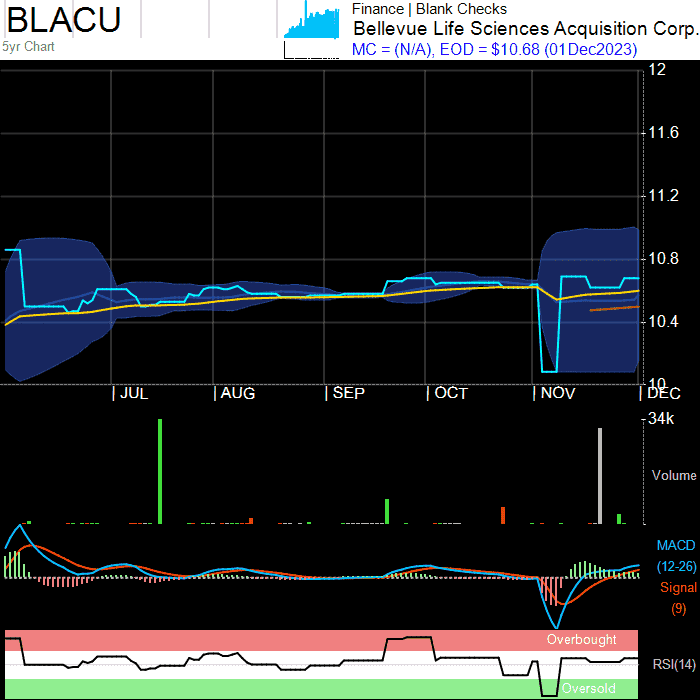 BLACU
5yr Chart
Finance | Blank Checks
Bellevue Life Sciences Acquisition Corp.
MC = (N/A), EOD = $10.68 (01Dec2023)
12
11.6
11.2
10.8
10.4
10
JUL AUG SEP OCT NOV DEC
34k
Volume
MACD
(12-26)
Signal
(9)
Overbought
RSI(14)
Oversold